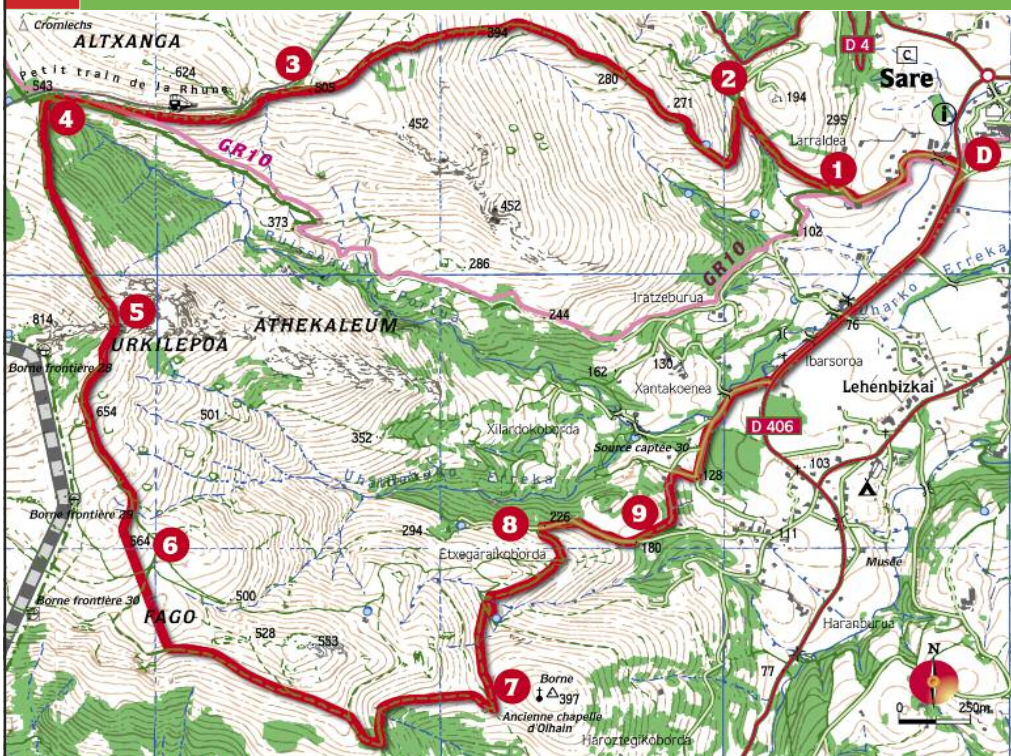 Cromlechs
ALTXANGA
394
D 4
C
Sare
3
624
Petit train de la Rhune
543
505
280
2
194
i
271
295
4
452
Larraldea
GR10
1
D
373
452
102
286
GR10
Erreka
Iratzeburua
Uharko
244
76
5
814
ATHEKALEUM
URKILEPOA
Ibarsoroa
130
Borne frontière 28
162
Xantakoenea
Lehenbizkai
654
501
352
Xilardokoborda
D 406
Source captée 30
103
128
Erreka
Borne frontière 29
8
226
9
294
6
564
111
180
Etxegaraikoborda
Musée
Borne frontière 30
500
FAGO
528
553
Haranburua
N
7
Borne
77
397
Ancienne chapelle
d'Olhain
250m
0
Haroztegikoborda